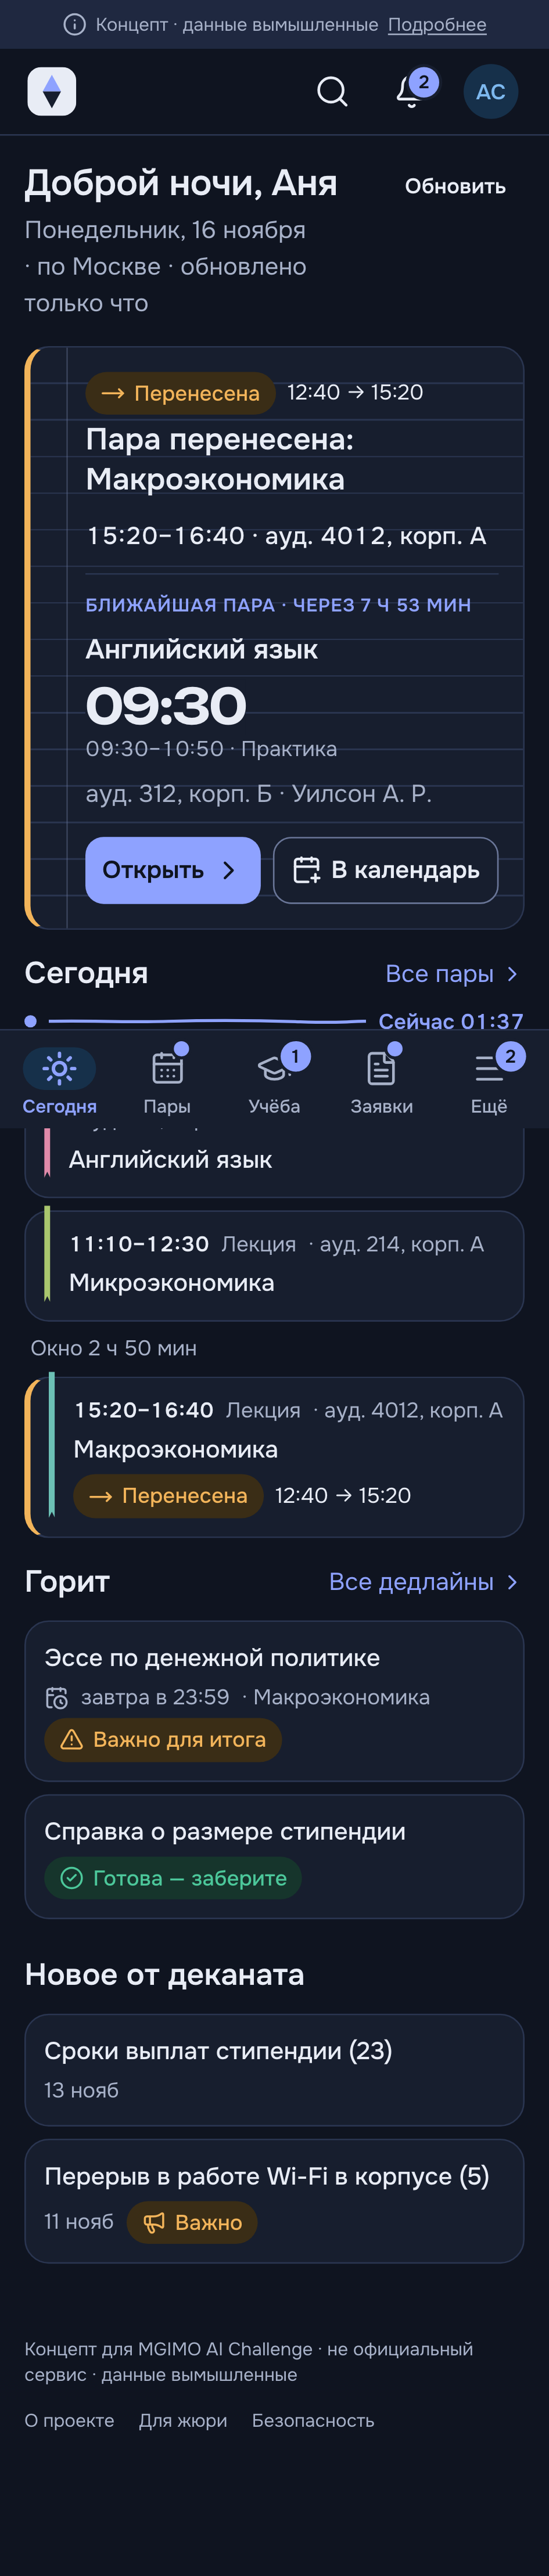 Концепт · данные вымышленные Подробнее
2
АС
Доброй ночи, Аня
Обновить
Понедельник, 16 ноября
· по Москве · обновлено
только что
→ Перенесена 12:40 → 15:20
Пара перенесена:
Макроэкономика
15:20–16:40 · ауд. 4012, корп. А
БЛИЖАЙШАЯ ПАРА · ЧЕРЕЗ 7 Ч 53 МИН
Английский язык
09:30
09:30–10:50 · Практика
ауд. 312, корп. Б · Уилсон А. Р.
Открыть
В календарь
Сегодня
Все пары
Сейчас 01:37
1
2
Сегодня
Пары
Учёба
Заявки
Ещё
Английский язык
11:10–12:30 Лекция · ауд. 214, корп. А
Микроэкономика
Окно 2 ч 50 мин
15:20–16:40 Лекция · ауд. 4012, корп. А
Макроэкономика
→ Перенесена 12:40 → 15:20
Горит
Все дедлайны
Эссе по денежной политике
завтра в 23:59 · Макроэкономика
Важно для итога
Справка о размере стипендии
Готова — заберите
Новое от деканата
Сроки выплат стипендии (23)
13 нояб
Перерыв в работе Wi-Fi в корпусе (5)
11 нояб Важно
Концепт для MGIMO AI Challenge · не официальный
сервис · данные вымышленные
О проекте Для жюри Безопасность